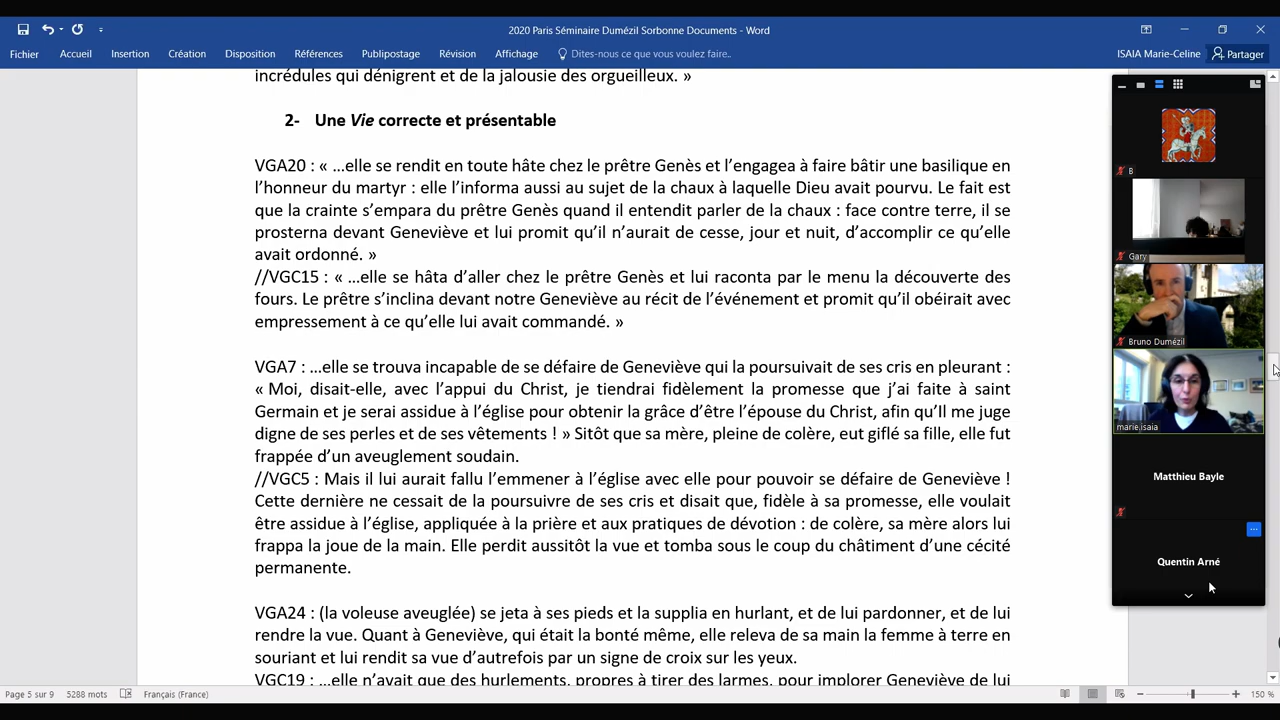 2020 Paris Séminaire Dumézil Sorbonne Documents - Word
Fichier Accueil Insertion Création Disposition Références Publipostage Révision Affichage Dites-nous ce que vous voulez faire.. ISAIA Marie-Celine Partager
incrédules qui dénigrent et de la jalousie des orgueilleux. »
2- Une Vie correcte et présentable
VGA20 : « …elle se rendit en toute hâte chez le prêtre Genès et l’engagea à faire bâtir une basilique en
l’honneur du martyr : elle l’informa aussi au sujet de la chaux à laquelle Dieu avait pourvu. Le fait est
que la crainte s’empara du prêtre Genès quand il entendit parler de la chaux : face contre terre, il se
prosterna devant Geneviève et lui promit qu’il n’aurait de cesse, jour et nuit, d’accomplir ce qu’elle
avait ordonné. »
//VGC15 : « …elle se hâta d’aller chez le prêtre Genès et lui raconta par le menu la découverte des
fours. Le prêtre s’inclina devant notre Geneviève au récit de l’événement et promit qu’il obéirait avec
empressement à ce qu’elle lui avait commandé. »
VGA7 : …elle se trouva incapable de se défaire de Geneviève qui la poursuivait de ses cris en pleurant :
« Moi, disait-elle, avec l’appui du Christ, je tiendrai fidèlement la promesse que j’ai faite à saint
Germain et je serai assidue à l’église pour obtenir la grâce d’être l’épouse du Christ, afin qu’Il me juge
digne de ses perles et de ses vêtements ! » Sitôt que sa mère, pleine de colère, eut giflé sa fille, elle fut
frappée d’un aveuglement soudain.
//VGC5 : Mais il lui aurait fallu l’emmener à l’église avec elle pour pouvoir se défaire de Geneviève !
Cette dernière ne cessait de la poursuivre de ses cris et disait que, fidèle à sa promesse, elle voulait
être assidue à l’église, appliquée à la prière et aux pratiques de dévotion : de colère, sa mère alors lui
frappa la joue de la main. Elle perdit aussitôt la vue et tomba sous le coup du châtiment d’une cécité
permanente.
VGA24 : (la voleuse aveuglée) se jeta à ses pieds et la supplia en hurlant, et de lui pardonner, et de lui
rendre la vue. Quant à Geneviève, qui était la bonté même, elle releva de sa main la femme à terre en
souriant et lui rendit sa vue d’autrefois par un signe de croix sur les yeux.
VGC19 : …elle n’avait que des hurlements, propres à tirer des larmes, pour implorer Geneviève de lui
B
Gary
Bruno Dumézil
marie.isaia
Matthieu Bayle
Quentin Arné
Page 5 sur 9 5288 mots Français (France) 150 %